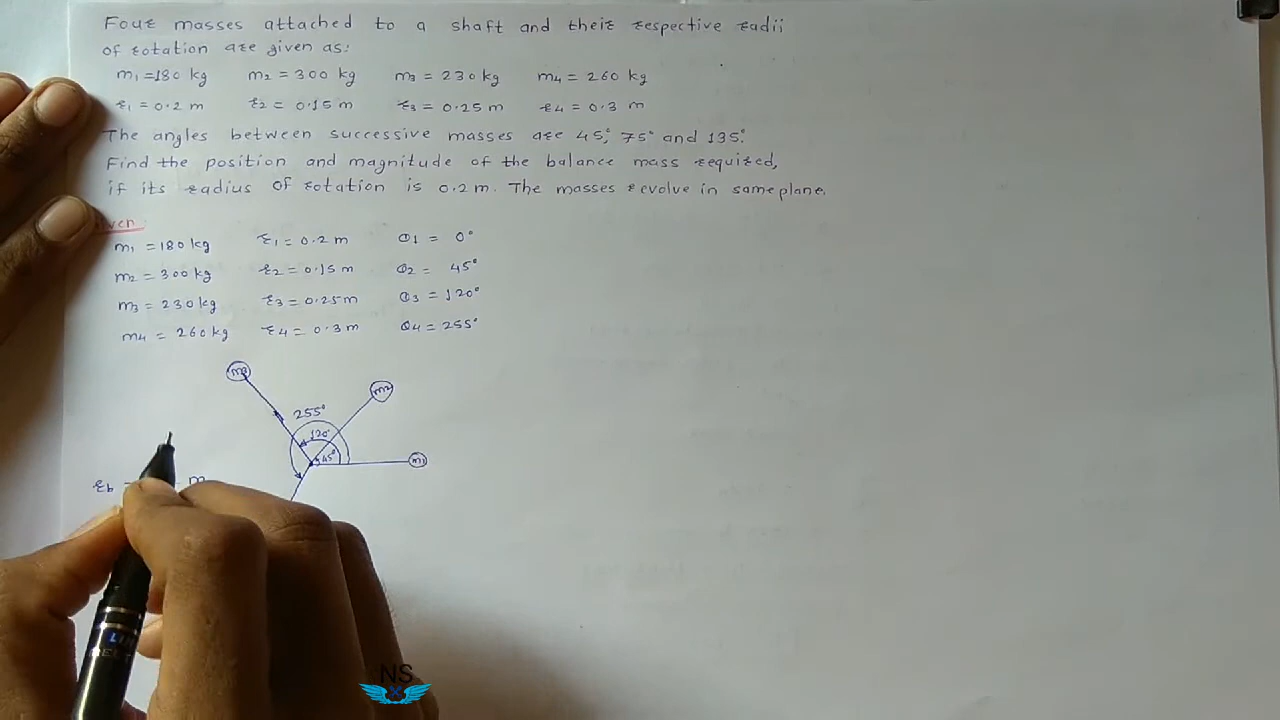 Four masses attached to a shaft and their respective radii
of rotation are given as:
m1 = 180 kg m2 = 300 kg m3 = 230 kg m4 = 260 kg
r1 = 0.2 m r2 = 0.15 m r3 = 0.25 m r4 = 0.3 m
The angles between successive masses are 45°, 75° and 135°.
Find the position and magnitude of the balance mass required,
if its radius of rotation is 0.2 m. The masses revolve in same plane.
m1 = 180 kg r1 = 0.2 m θ1 = 0°
m2 = 300 kg r2 = 0.15 m θ2 = 45°
m3 = 230 kg r3 = 0.25 m θ3 = 120°
m4 = 260 kg r4 = 0.3 m θ4 = 255°
m3
m2
255°
120°
45°
m1
rb = m
NS